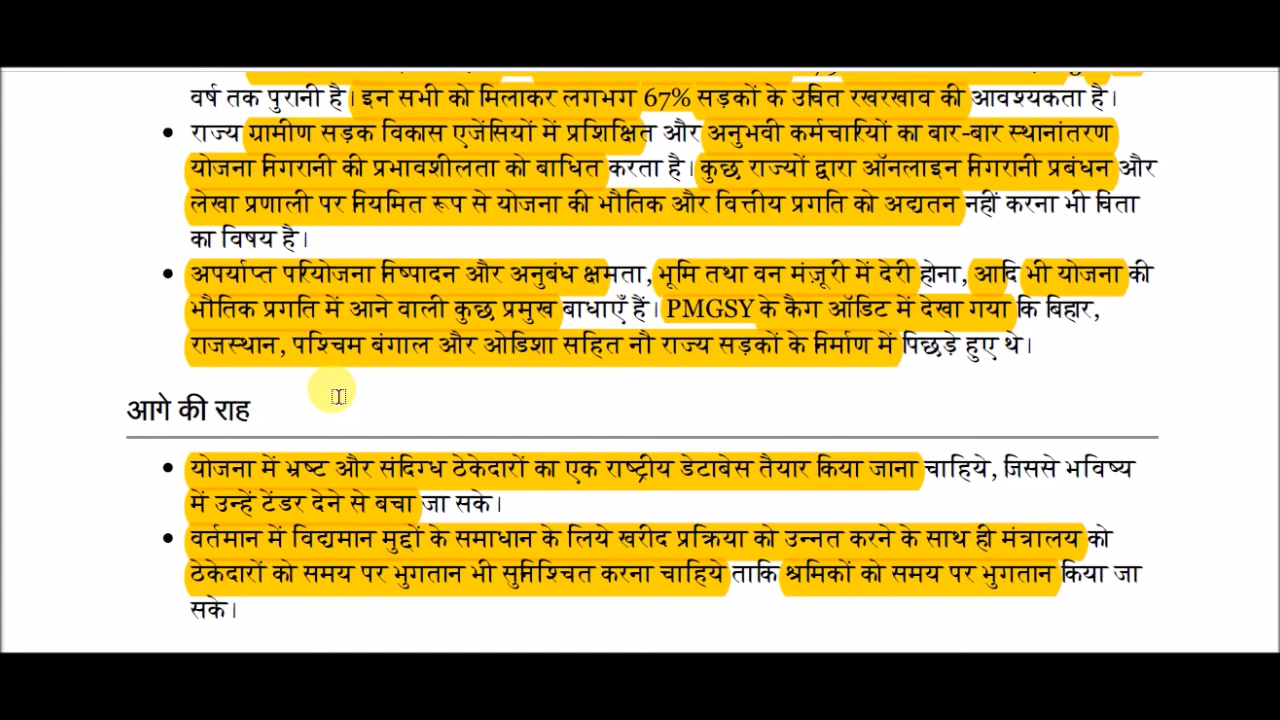 वर्ष तक पुरानी है। इन सभी को मिलाकर लगभग 67% सड़कों के उचित रखरखाव की आवश्यकता है।
• राज्य ग्रामीण सड़क विकास एजेंसियों में प्रशिक्षित और अनुभवी कर्मचारियों का बार-बार स्थानांतरण
योजना निगरानी की प्रभावशीलता को बाधित करता है। कुछ राज्यों द्वारा ऑनलाइन निगरानी प्रबंधन और
लेखा प्रणाली पर नियमित रूप से योजना की भौतिक और वित्तीय प्रगति को अद्यतन नहीं करना भी चिंता
का विषय है।
• अपर्याप्त परियोजना निष्पादन और अनुबंध क्षमता, भूमि तथा वन मंज़ूरी में देरी होना, आदि भी योजना की
भौतिक प्रगति में आने वाली कुछ प्रमुख बाधाएँ हैं। PMGSY के कैग ऑडिट में देखा गया कि बिहार,
राजस्थान, पश्चिम बंगाल और ओडिशा सहित नौ राज्य सड़कों के निर्माण में पिछड़े हुए थे।
आगे की राह
• योजना में भ्रष्ट और संदिग्ध ठेकेदारों का एक राष्ट्रीय डेटाबेस तैयार किया जाना चाहिये, जिससे भविष्य
में उन्हें टेंडर देने से बचा जा सके।
• वर्तमान में विद्यमान मुद्दों के समाधान के लिये खरीद प्रक्रिया को उन्नत करने के साथ ही मंत्रालय को
ठेकेदारों को समय पर भुगतान भी सुनिश्चित करना चाहिये ताकि श्रमिकों को समय पर भुगतान किया जा
सके।